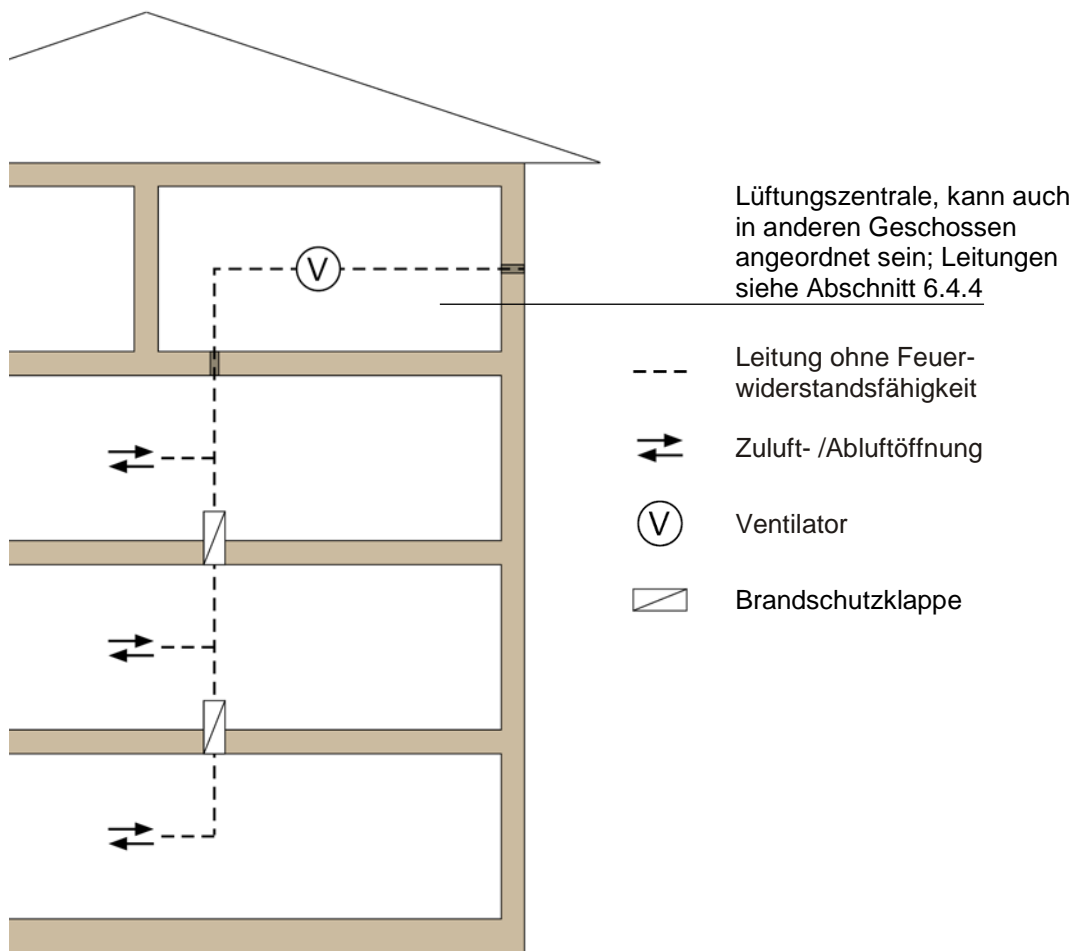 Lüftungszentrale, kann auch
in anderen Geschossen
angeordnet sein; Leitungen
siehe Abschnitt 6.4.4
V
Leitung ohne Feuer-
widerstandsfähigkeit
Zuluft- /Abluftöffnung
V
Ventilator
Brandschutzklappe